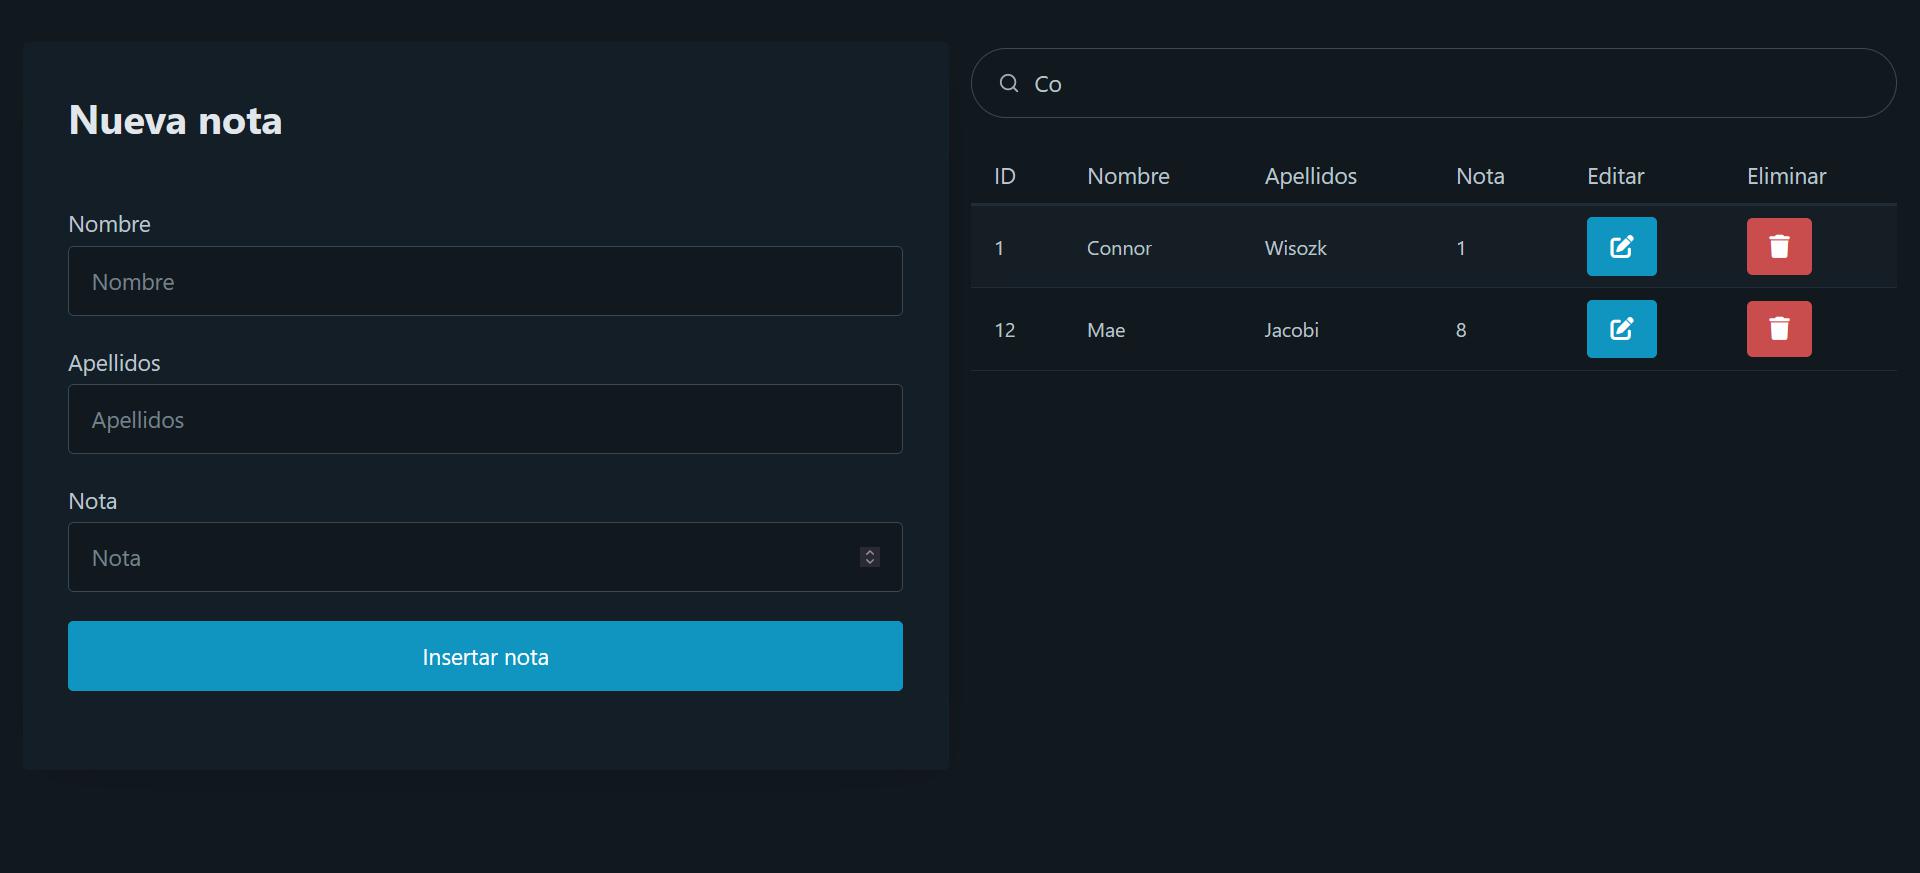 Nueva nota
Nombre
Nombre
Apellidos
Apellidos
Nota
Nota
Insertar nota
Co
ID Nombre Apellidos Nota Editar Eliminar
1 Connor Wisozk 1
12 Mae Jacobi 8